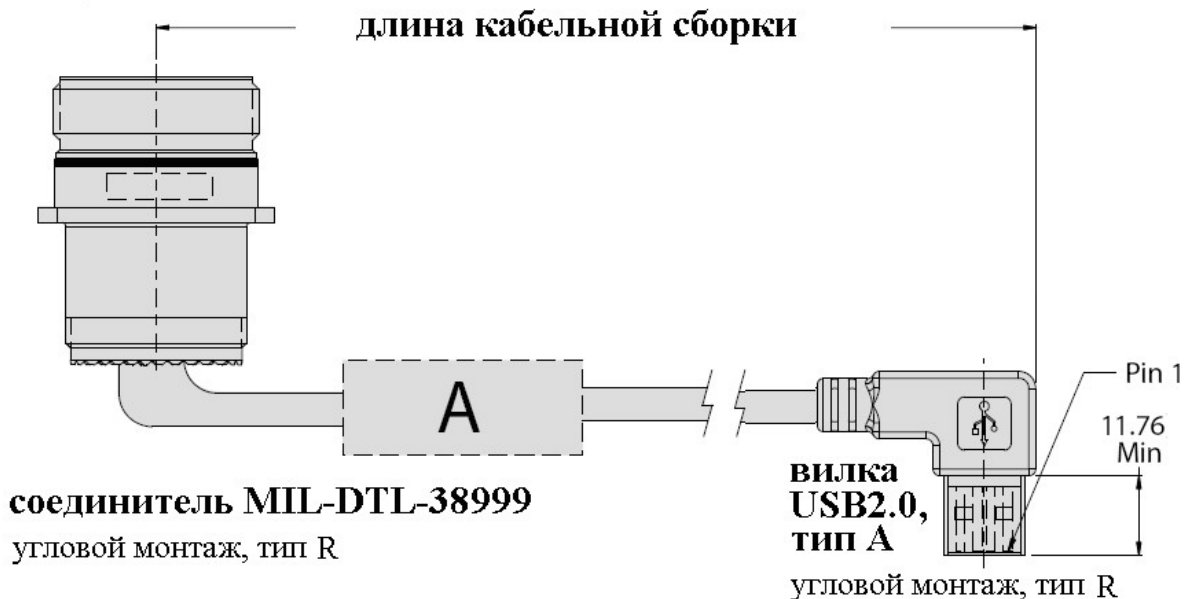 длина кабельной сборки
A
Pin 1
11.76
Min
соединитель MIL-DTL-38999
угловой монтаж, тип R
вилка
USB2.0,
тип А
угловой монтаж, тип R